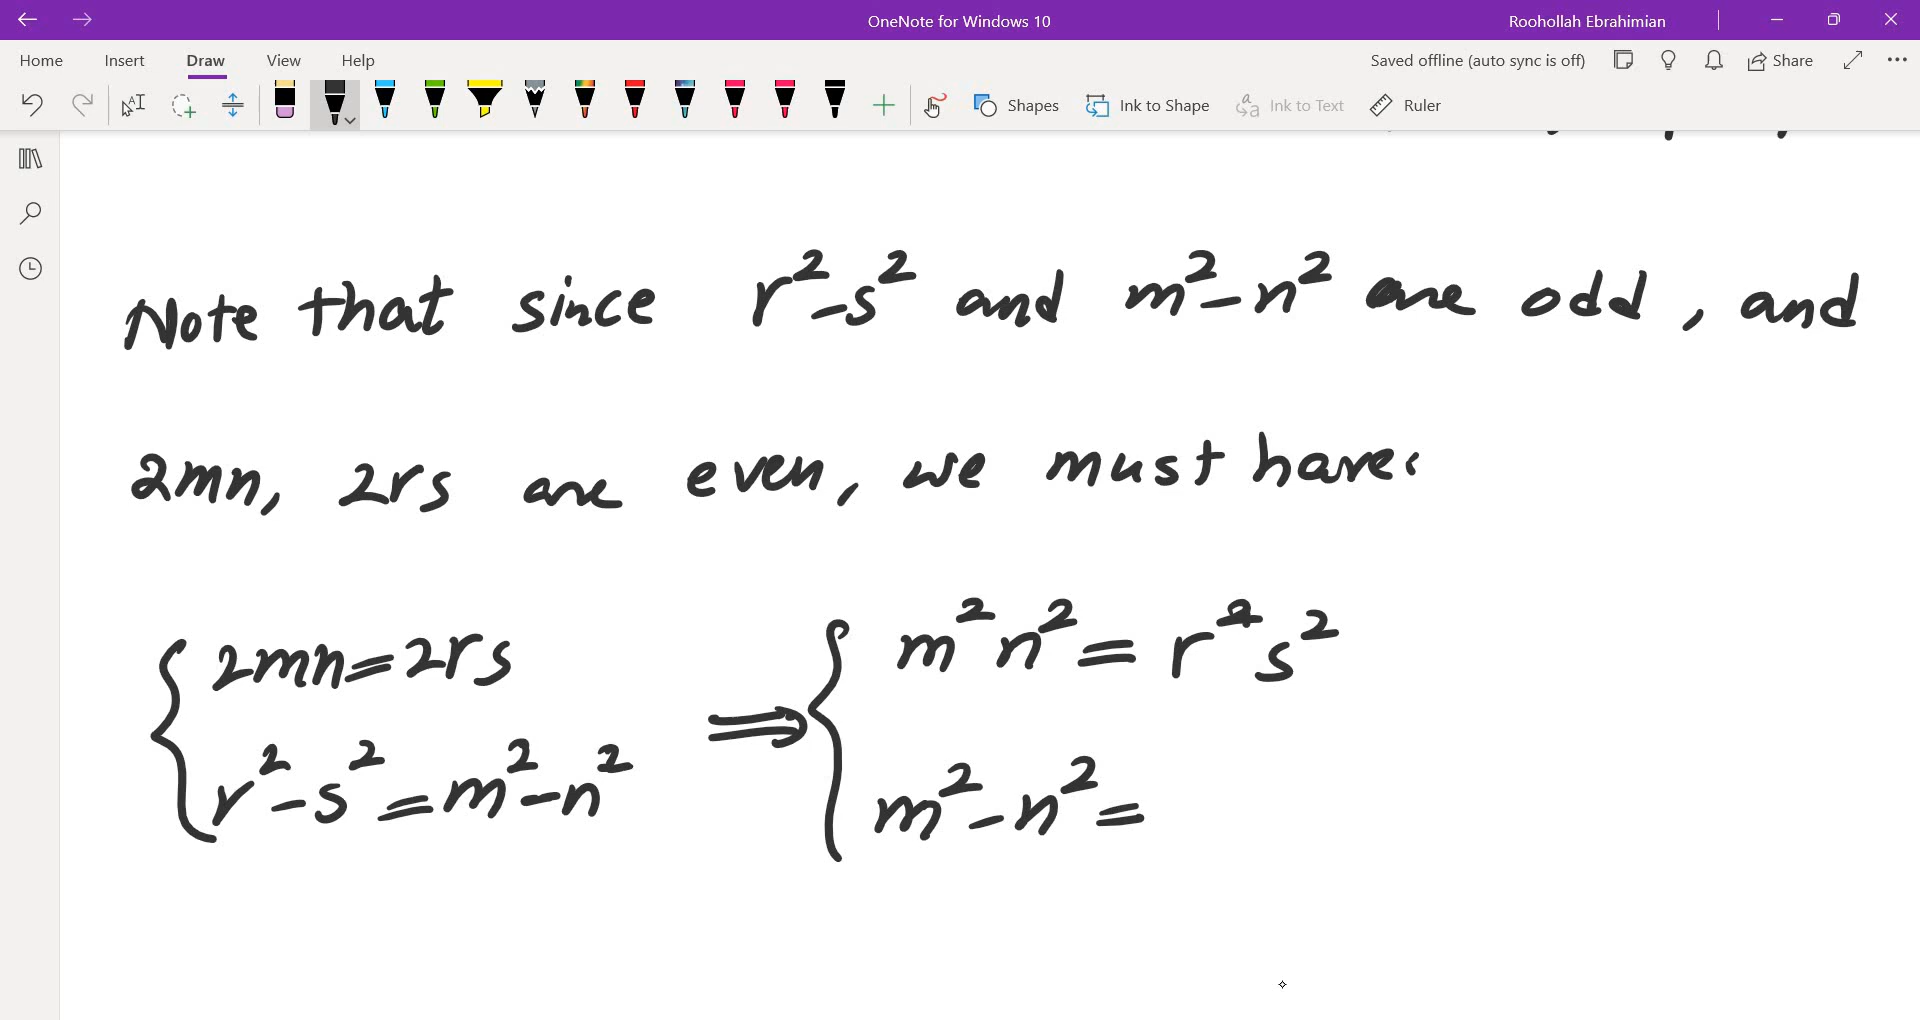 OneNote for Windows 10
Roohollah Ebrahimian
Home Insert Draw View Help
Saved offline (auto sync is off) Share
Shapes Ink to Shape Ink to Text Ruler
Note that since r²-s² and m²-n² are odd, and
2mn, 2rs are even, we must have:
2mn=2rs
r²-s²=m²-n²
⟹
m²n²=r²s²
m²-n²=